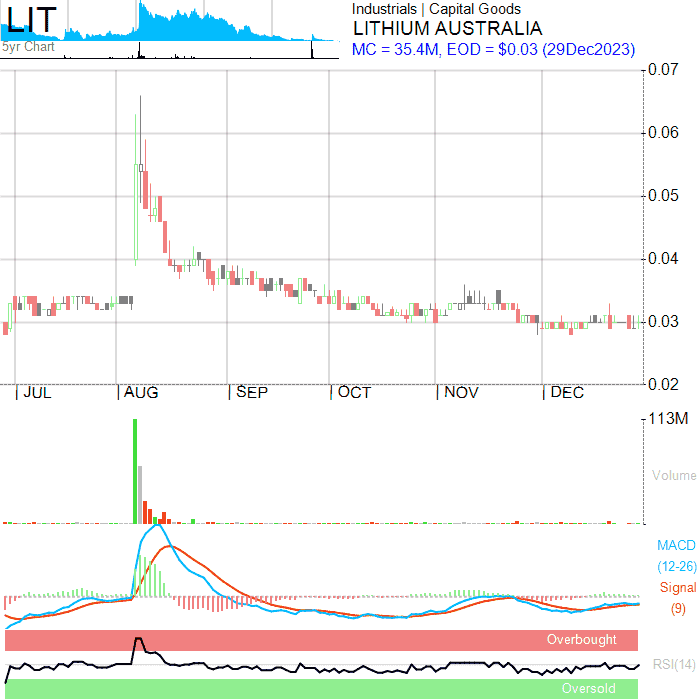 LIT
5yr Chart
Industrials | Capital Goods
LITHIUM AUSTRALIA
MC = 35.4M, EOD = $0.03 (29Dec2023)
0.07
0.06
0.05
0.04
0.03
0.02
| JUL | AUG | SEP | OCT | NOV | DEC
113M
Volume
MACD
(12-26)
Signal
(9)
Overbought
RSI(14)
Oversold